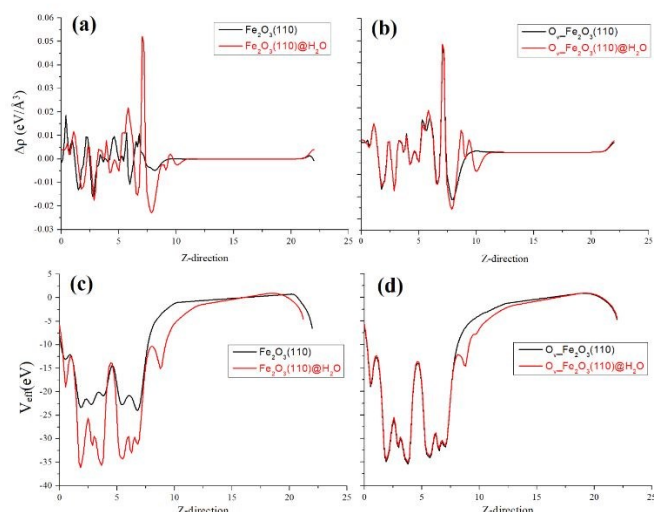 (a)
Fe₂O₃(110)
Fe₂O₃(110)@H₂O
0.06
0.05
0.04
0.03
0.02
0.01
0.00
-0.01
-0.02
-0.03
Δρ (eV/Å³)
0 5 10 15 20 25
Z-direction
(b)
Oᵥ_Fe₂O₃(110)
Oᵥ_Fe₂O₃(110)@H₂O
0 5 10 15 20 25
Z-direction
(c)
Fe₂O₃(110)
Fe₂O₃(110)@H₂O
5
0
-5
-10
-15
-20
-25
-30
-35
-40
V_eff(eV)
0 5 10 15 20 25
Z-direction
(d)
Oᵥ_Fe₂O₃(110)
Oᵥ_Fe₂O₃(110)@H₂O
0 5 10 15 20 25
Z-direction